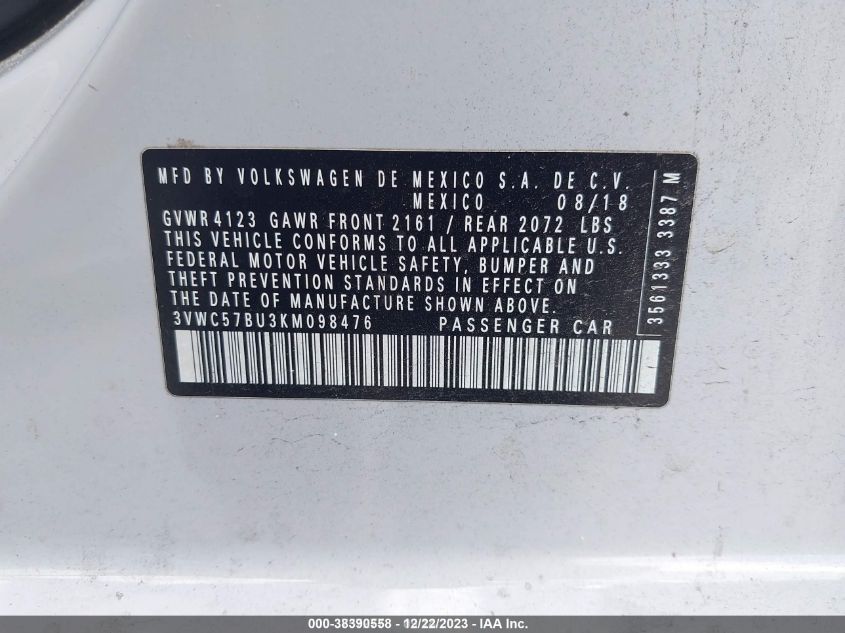 MFD BY VOLKSWAGEN DE MEXICO S.A. DE C.V.
MEXICO 08/18
GVWR 4123 GAWR FRONT 2161 / REAR 2072 LBS
THIS VEHICLE CONFORMS TO ALL APPLICABLE U.S.
FEDERAL MOTOR VEHICLE SAFETY, BUMPER AND
THEFT PREVENTION STANDARDS IN EFFECT ON
THE DATE OF MANUFACTURE SHOWN ABOVE.
3VWC57BU3KM098476 PASSENGER CAR
3561333 3387 M
000-38390558 - 12/22/2023 - IAA Inc.